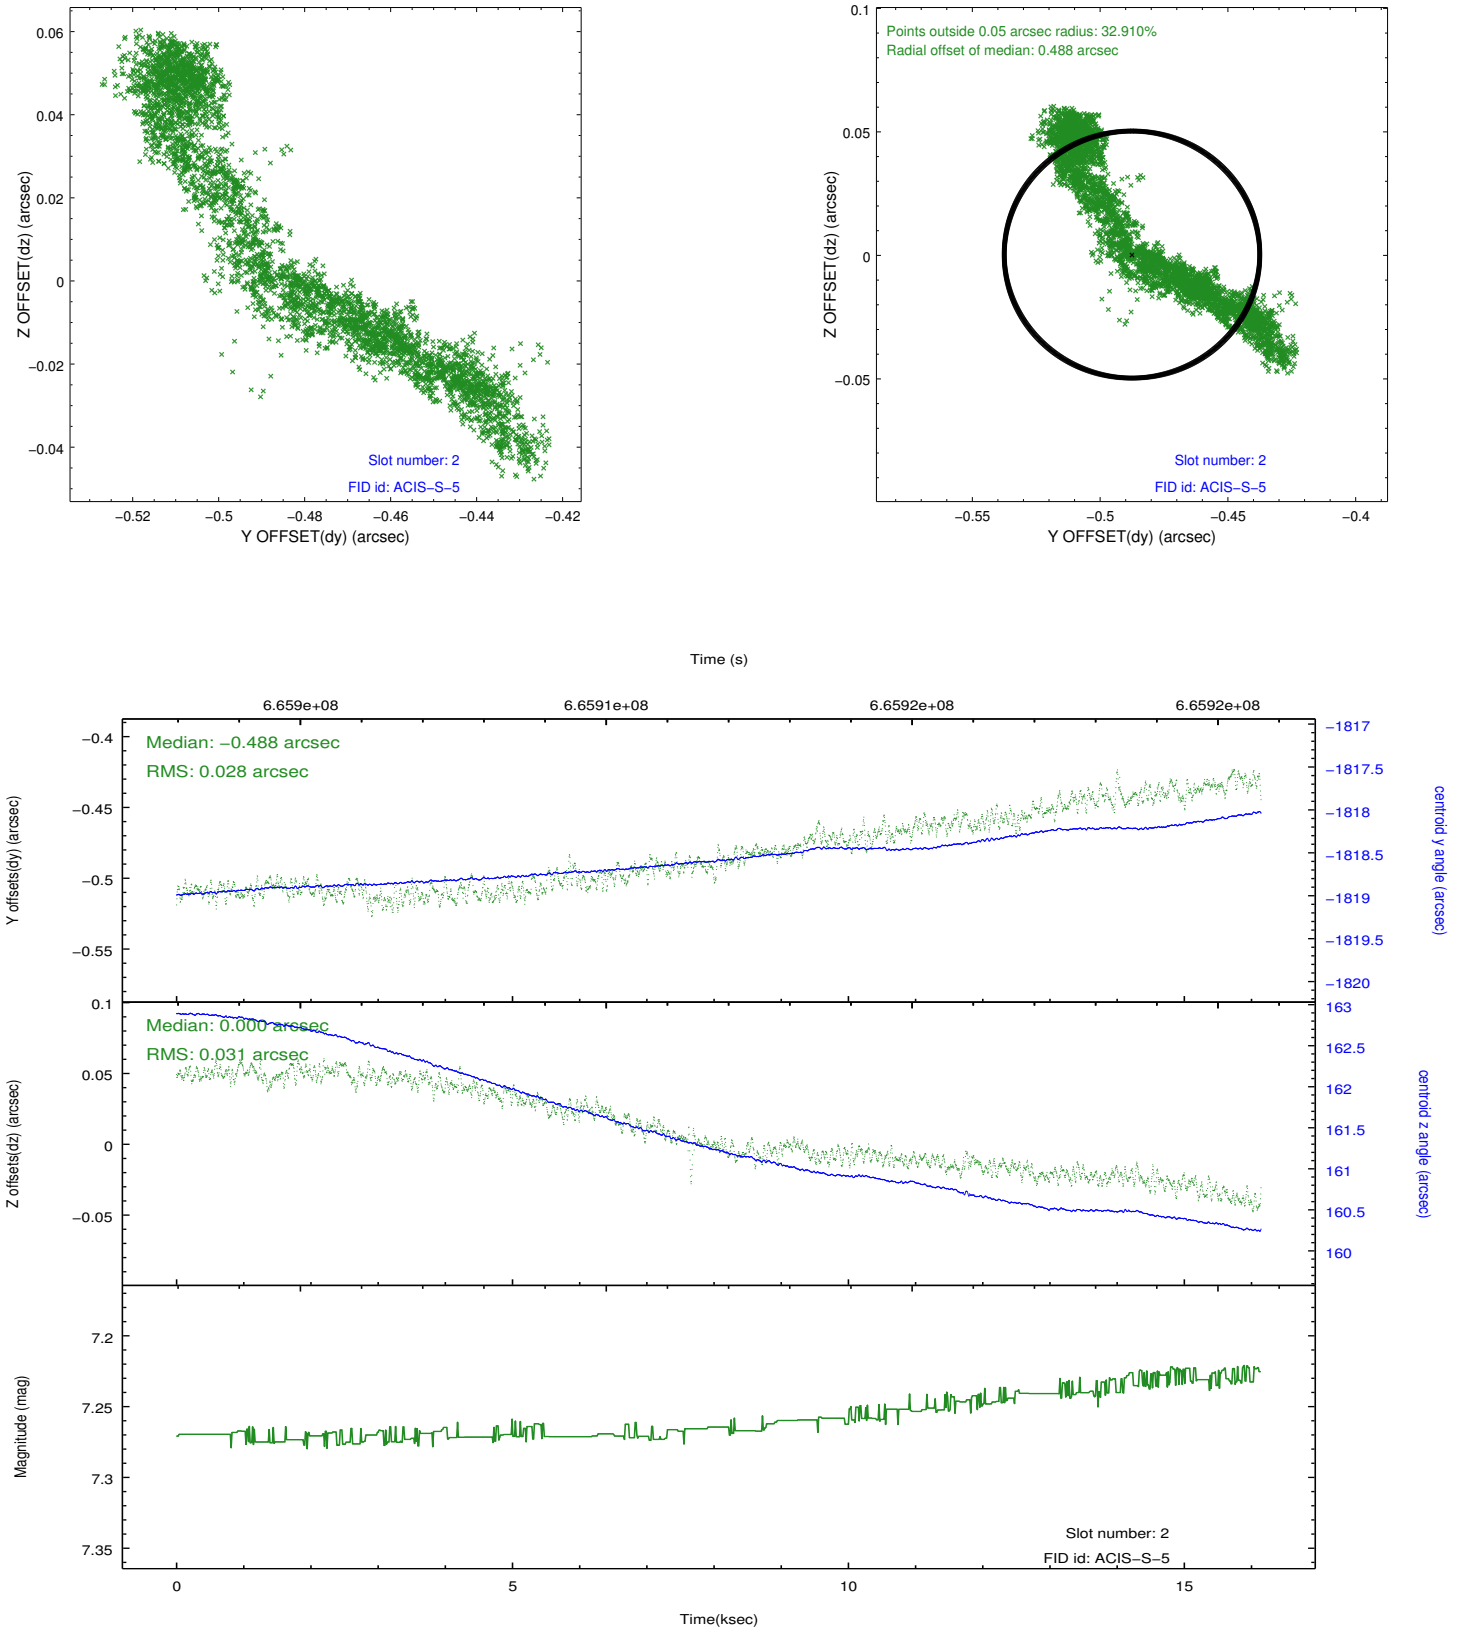 0.06
0.04
0.02
0
−0.02
−0.04
Z OFFSET(dz) (arcsec)
Slot number: 2
FID id: ACIS−S−5
−0.52
−0.5
−0.48
−0.46
−0.44
−0.42
Y OFFSET(dy) (arcsec)
0.1
0.05
0
−0.05
Z OFFSET(dz) (arcsec)
Points outside 0.05 arcsec radius: 32.910%
Radial offset of median: 0.488 arcsec
Slot number: 2
FID id: ACIS−S−5
−0.55
−0.5
−0.45
−0.4
Y OFFSET(dy) (arcsec)
Time (s)
6.659e+08
6.6591e+08
6.6592e+08
6.6592e+08
−0.4
−0.45
−0.5
−0.55
Y offsets(dy) (arcsec)
Median: −0.488 arcsec
RMS: 0.028 arcsec
−1817
−1817.5
−1818
−1818.5
−1819
−1819.5
−1820
centroid y angle (arcsec)
0.1
0.05
0
−0.05
Z offsets(dz) (arcsec)
Median: 0.000 arcsec
RMS: 0.031 arcsec
163
162.5
162
161.5
161
160.5
160
centroid z angle (arcsec)
7.2
7.25
7.3
7.35
Magnitude (mag)
Slot number: 2
FID id: ACIS−S−5
0
5
10
15
Time(ksec)